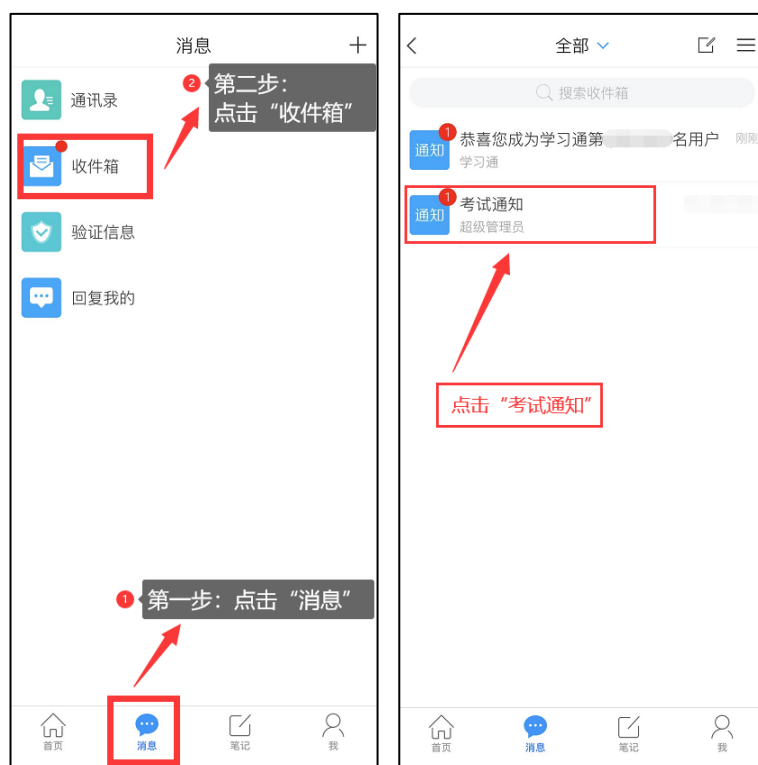 消息
通讯录
2
第二步：
点击“收件箱”
收件箱
验证信息
回复我的
1
第一步：点击“消息”
首页
消息
笔记
我
全部
搜索收件箱
通知
1
恭喜您成为学习通第
名用户
刚刚
学习通
通知
1
考试通知
超级管理员
点击“考试通知”
首页
消息
笔记
我